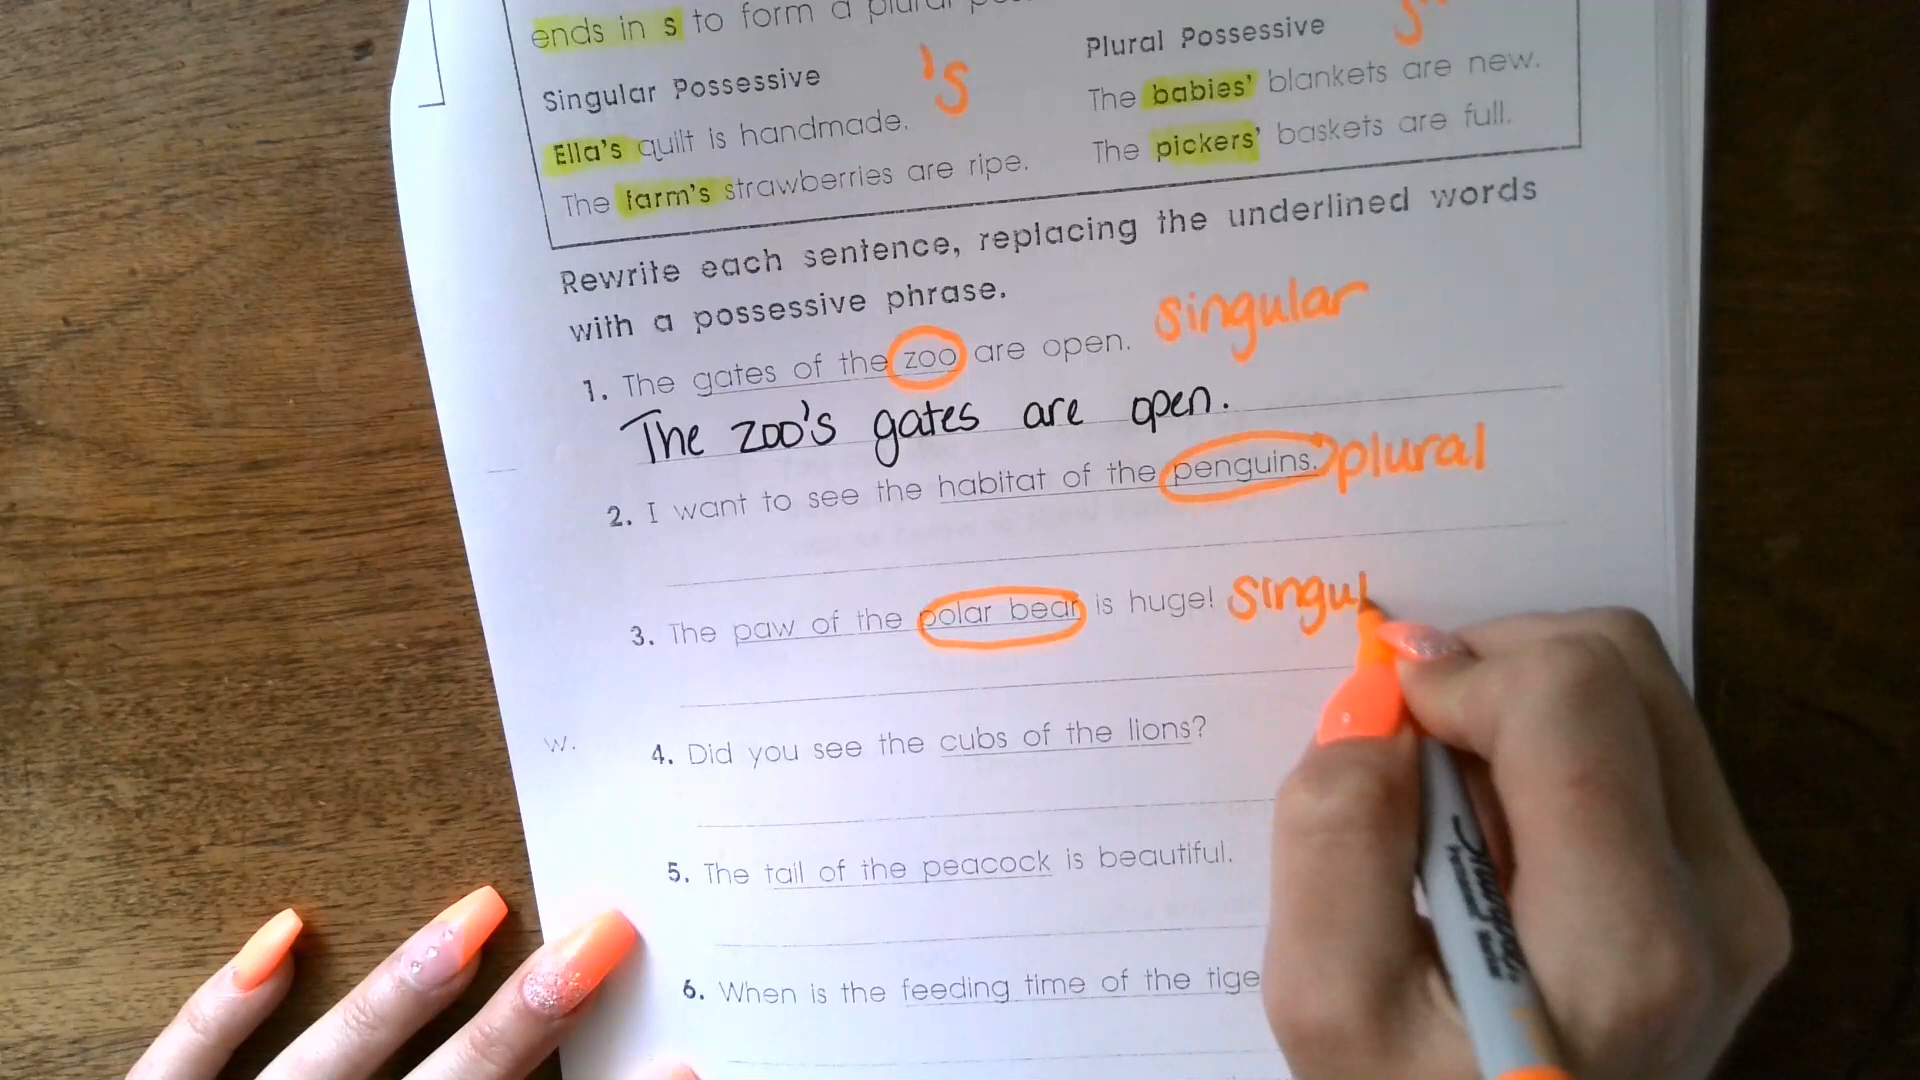 ends in s to form a plural
Singular Possessive 's
Plural Possessive s'
Ella's quilt is handmade.
The babies' blankets are new.
The farm's strawberries are ripe.
The pickers' baskets are full.
Rewrite each sentence, replacing the underlined words
with a possessive phrase.
1. The gates of the zoo are open. singular
The zoo's gates are open.
2. I want to see the habitat of the penguins. plural
3. The paw of the polar bear is huge! singul
W.
4. Did you see the cubs of the lions?
5. The tail of the peacock is beautiful.
6. When is the feeding time of the tige